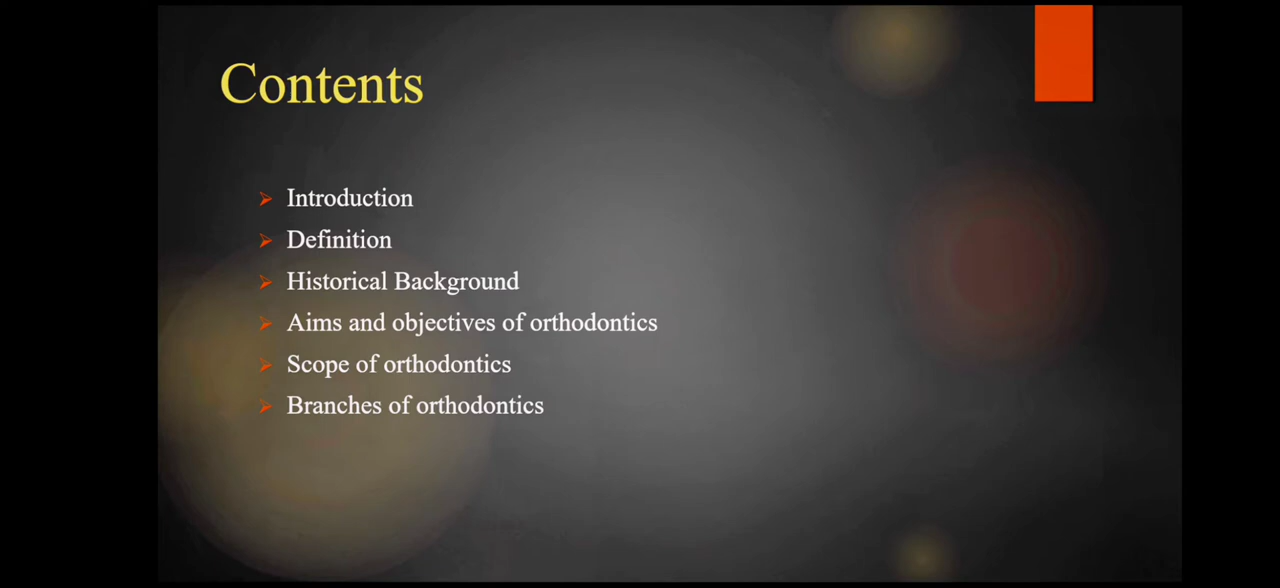 Contents
Introduction
Definition
Historical Background
Aims and objectives of orthodontics
Scope of orthodontics
Branches of orthodontics